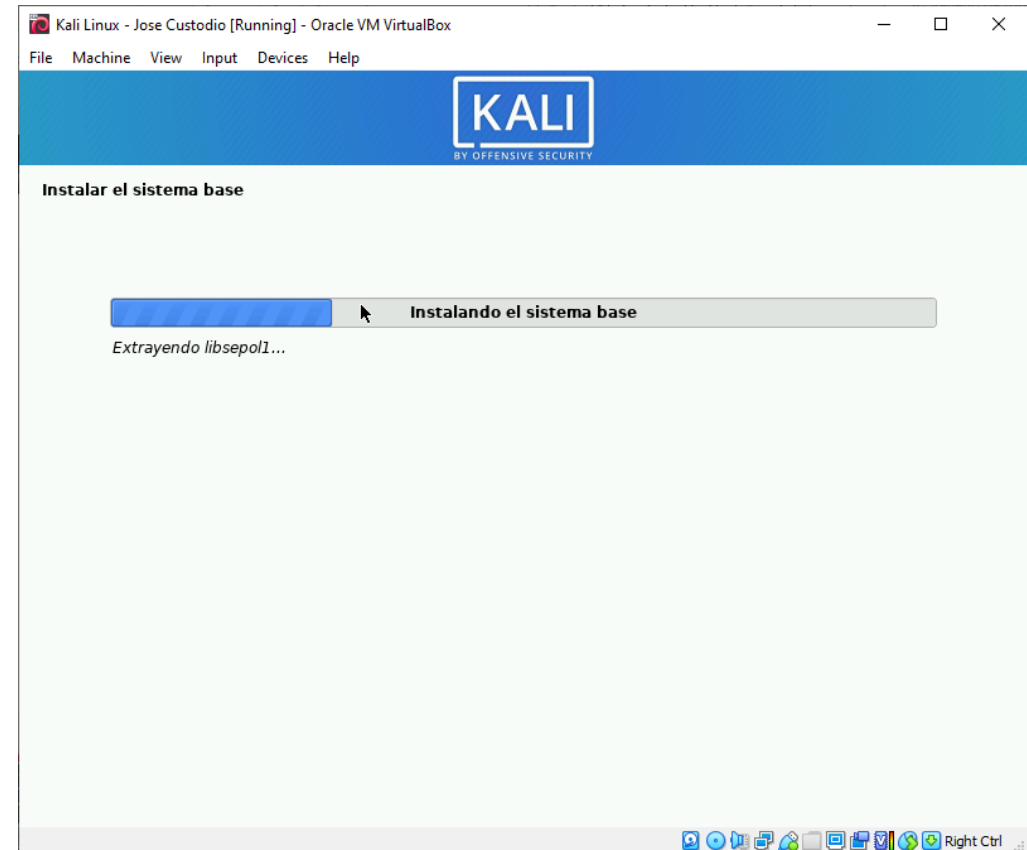 Kali Linux - Jose Custodio [Running] - Oracle VM VirtualBox
File Machine View Input Devices Help
KALI
BY OFFENSIVE SECURITY
Instalar el sistema base
Instalando el sistema base
Extrayendo libsepol1...
Right Ctrl